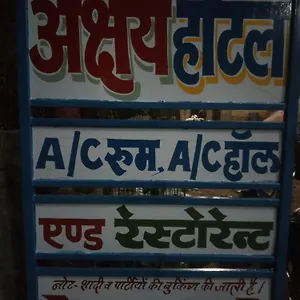 अक्षय होटल
A/C रुम, A/C हॉल
एण्ड रेस्टोरेन्ट
नोट- शादी व पार्टियों की बुकिंग की जाती है।